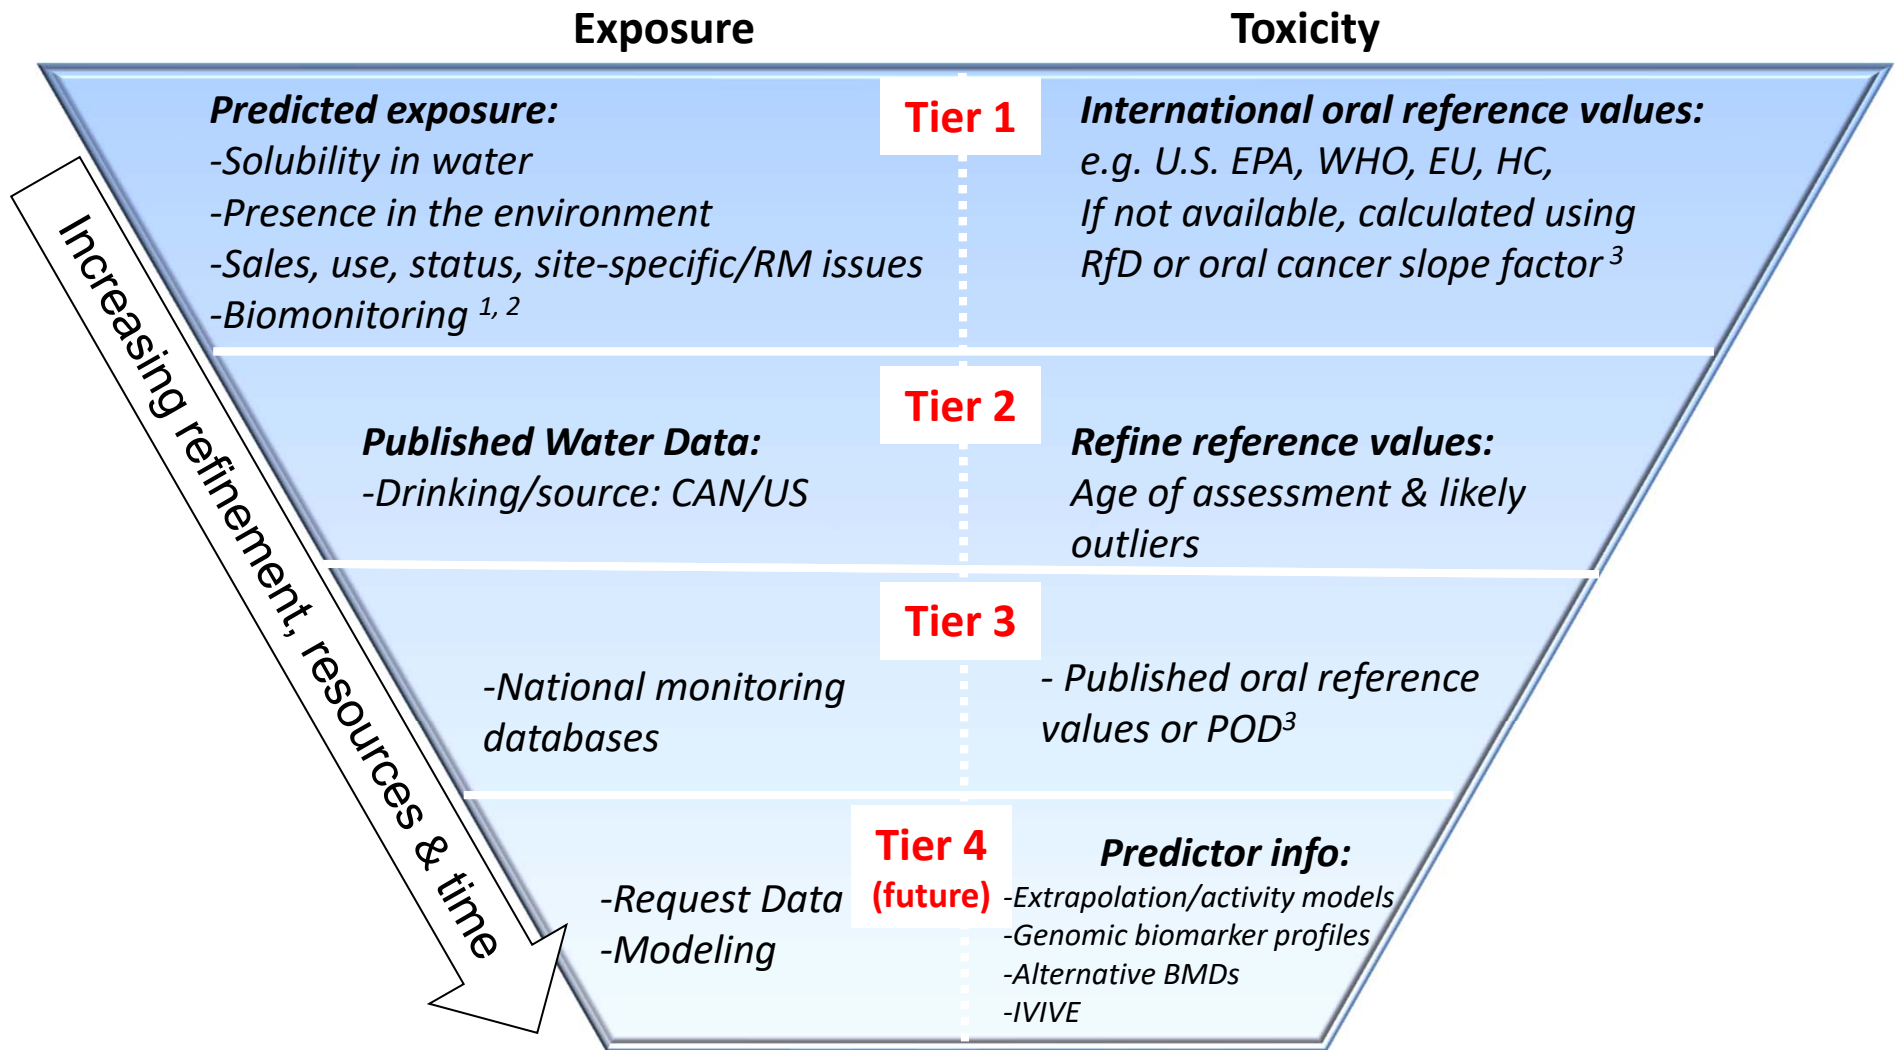 Exposure
Toxicity
Increasing refinement, resources & time
Tier 1
Predicted exposure:
-Solubility in water
-Presence in the environment
-Sales, use, status, site-specific/RM issues
-Biomonitoring 1, 2
International oral reference values:
e.g. U.S. EPA, WHO, EU, HC,
If not available, calculated using
RfD or oral cancer slope factor 3
Tier 2
Published Water Data:
-Drinking/source: CAN/US
Refine reference values:
Age of assessment & likely
outliers
Tier 3
-National monitoring
databases
- Published oral reference
values or POD3
Tier 4
(future)
-Request Data
-Modeling
Predictor info:
-Extrapolation/activity models
-Genomic biomarker profiles
-Alternative BMDs
-IVIVE